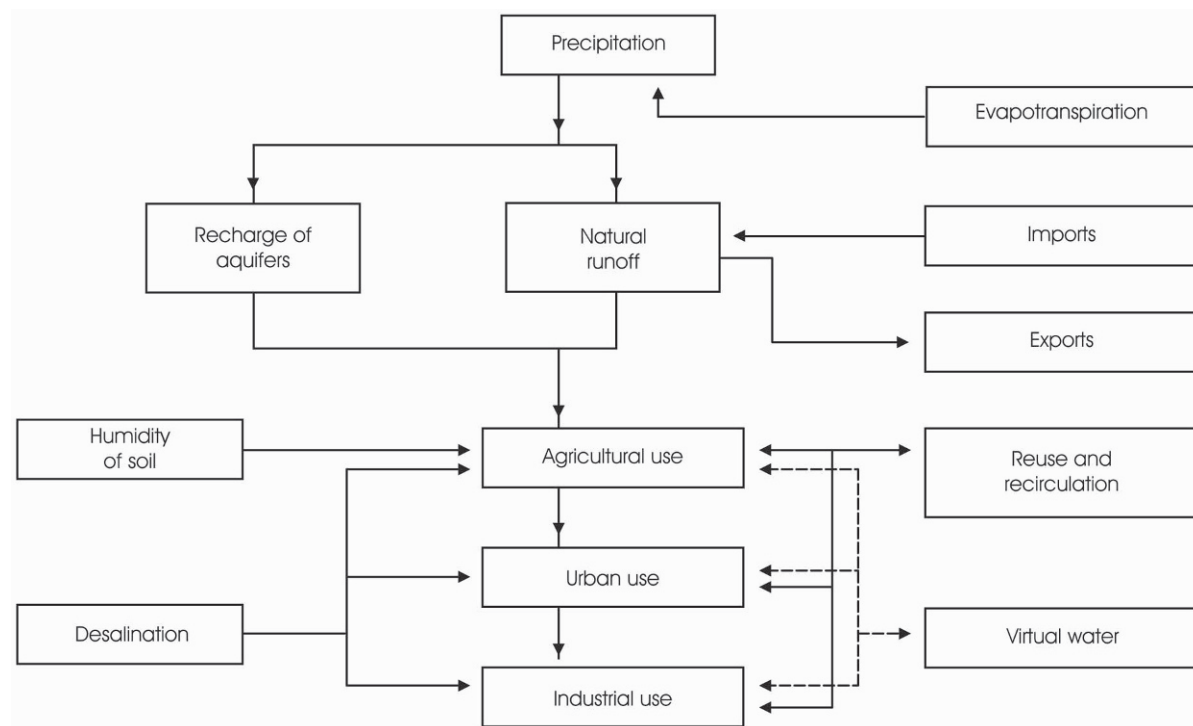 Precipitation
Evapotranspiration
Recharge of
aquifers
Natural
runoff
Imports
Exports
Humidity
of soil
Agricultural use
Reuse and
recirculation
Urban use
Desalination
Virtual water
Industrial use